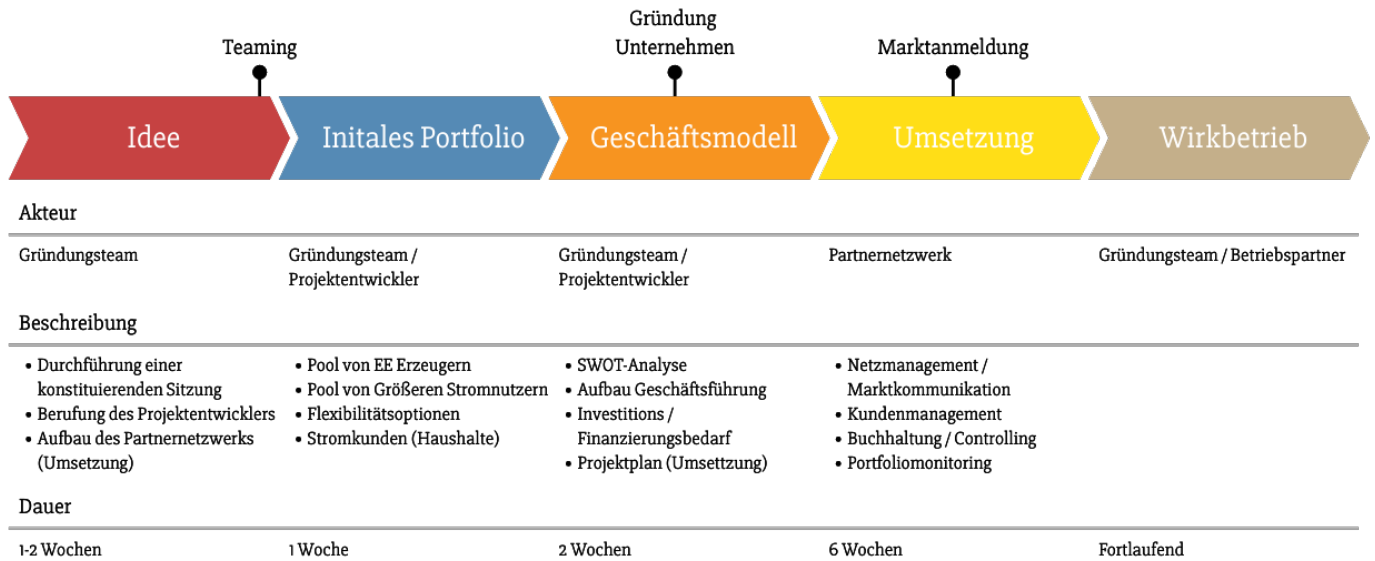 Teaming
Gründung
Unternehmen
Marktanmeldung
Idee
Initales Portfolio
Geschäftsmodell
Umsetzung
Wirkbetrieb
Akteur
Gründungsteam
Gründungsteam /
Projektentwickler
Gründungsteam /
Projektentwickler
Partnernetzwerk
Gründungsteam / Betriebspartner
Beschreibung
• Durchführung einer
konstituierenden Sitzung
• Berufung des Projektentwicklers
• Aufbau des Partnernetzwerks
(Umsetzung)
• Pool von EE Erzeugern
• Pool von Größeren Stromnutzern
• Flexibilitätsoptionen
• Stromkunden (Haushalte)
• SWOT-Analyse
• Aufbau Geschäftsführung
• Investitions /
Finanzierungsbedarf
• Projektplan (Umsettzung)
• Netzmanagement /
Marktkommunikation
• Kundenmanagement
• Buchhaltung / Controlling
• Portfoliomonitoring
Dauer
1-2 Wochen
1 Woche
2 Wochen
6 Wochen
Fortlaufend